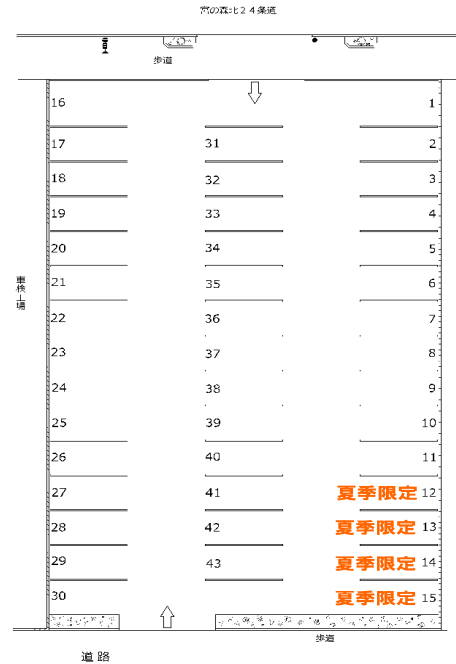 宮の森北24条通
歩道
16 1
17 31 2
18 32 3
19 33 4
20 34 5
21 35 6
車検工場
22 36 7
23 37 8
24 38 9
25 39 10
26 40 11
27 41 夏季限定 12
28 42 夏季限定 13
29 43 夏季限定 14
30 夏季限定 15
歩道
道路